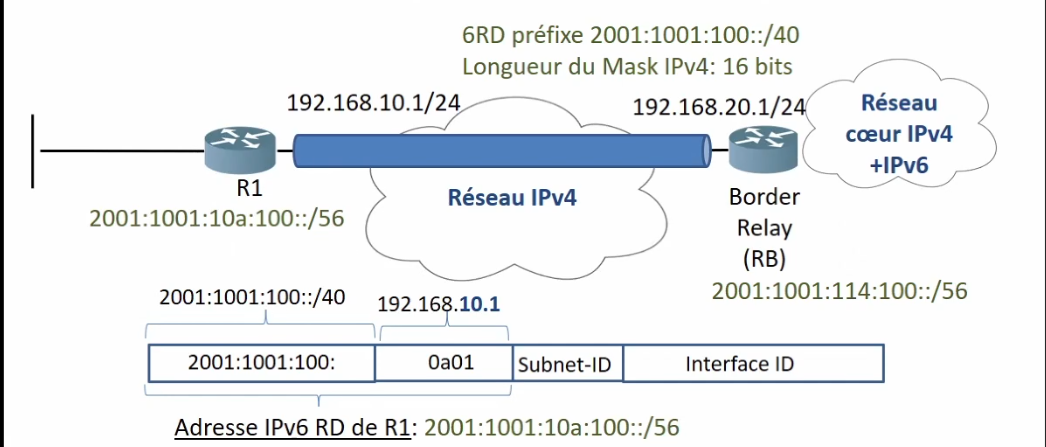 6RD préfixe 2001:1001:100::/40
Longueur du Mask IPv4: 16 bits
192.168.10.1/24
192.168.20.1/24
Réseau
cœur IPv4
+IPv6
R1
Réseau IPv4
Border
Relay
(RB)
2001:1001:10a:100::/56
2001:1001:114:100::/56
2001:1001:100::/40
192.168.10.1
2001:1001:100:
0a01
Subnet-ID
Interface ID
Adresse IPv6 RD de R1: 2001:1001:10a:100::/56